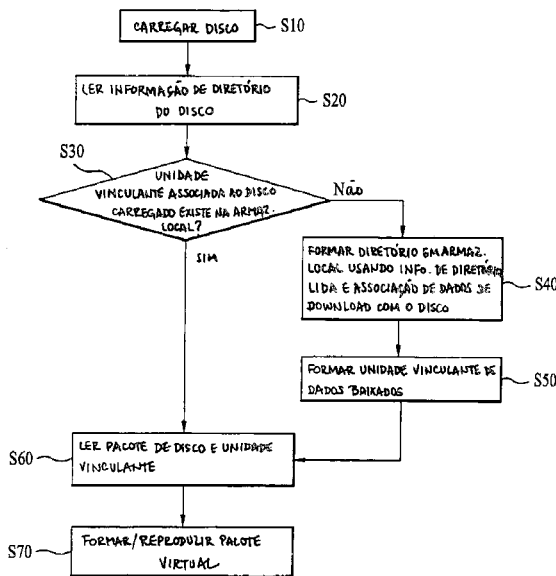 CARREGAR DISCO
S10
LER INFORMAÇÃO DE DIRETÓRIO
DO DISCO
S20
S30
UNIDADE
VINCULANTE ASSOCIADA AO DISCO
CARREGADO EXISTE NA ARMAZ.
LOCAL?
Não
SIM
FORMAR DIRETÓRIO EM ARMAZ.
LOCAL USANDO INFO. DE DIRETÓRIO
LIDA E ASSOCIAÇÃO DE DADOS DE
DOWNLOAD COM O DISCO
S40
FORMAR UNIDADE VINCULANTE DE
DADOS BAIXADOS
S50
S60
LER PACOTE DE DISCO E UNIDADE
VINCULANTE
S70
FORMAR/REPRODUZIR PACOTE
VIRTUAL